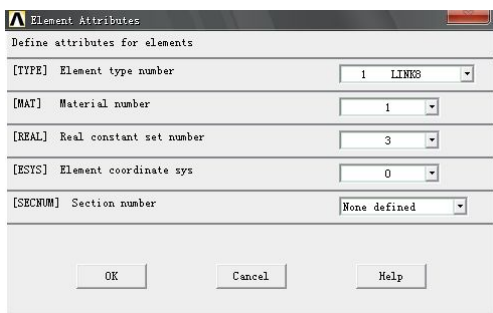 Element Attributes
Define attributes for elements
[TYPE] Element type number 1 LINK8
[MAT] Material number 1
[REAL] Real constant set number 3
[ESYS] Element coordinate sys 0
[SECNUM] Section number None defined
OK Cancel Help